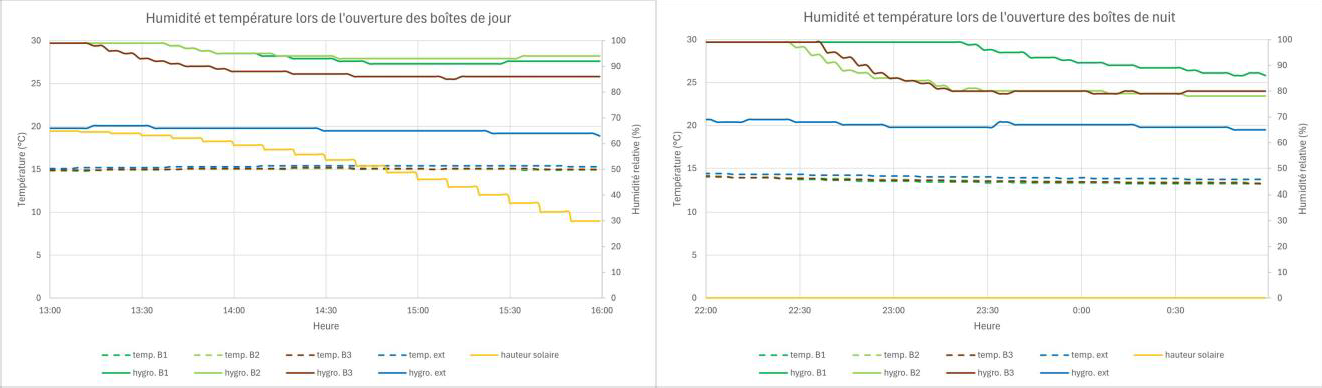 Humidité et température lors de l'ouverture des boîtes de jour
30
25
20
15
10
5
0
Température (°C)
100
90
80
70
60
50
40
30
20
10
0
Humidité relative (%)
13:00 13:30 14:00 14:30 15:00 15:30 16:00
Heure
temp. B1 temp. B2 temp. B3 temp. ext hauteur solaire
hygro. B1 hygro. B2 hygro. B3 hygro. ext
Humidité et température lors de l'ouverture des boîtes de nuit
30
25
20
15
10
5
0
Température (°C)
100
90
80
70
60
50
40
30
20
10
0
Humidité relative (%)
22:00 22:30 23:00 23:30 0:00 0:30
Heure
temp. B1 temp. B2 temp. B3 temp. ext hauteur solaire
hygro. B1 hygro. B2 hygro. B3 hygro. ext